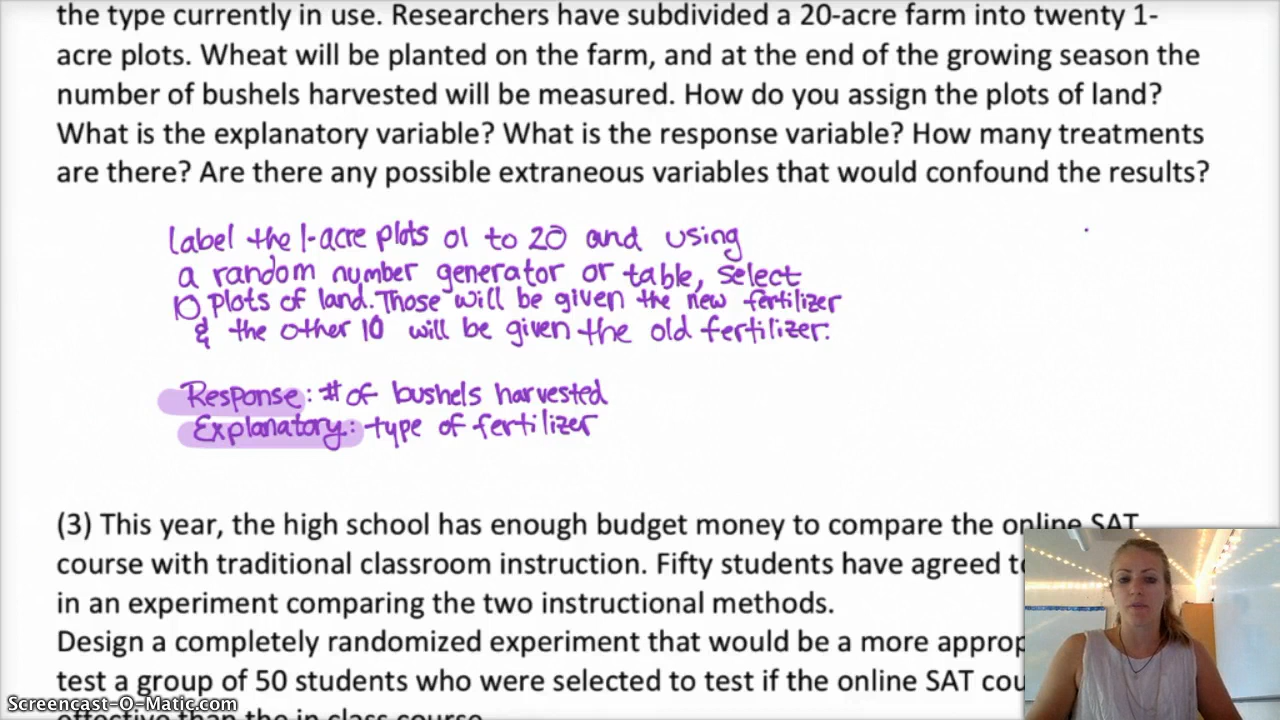 the type currently in use. Researchers have subdivided a 20-acre farm into twenty 1-
acre plots. Wheat will be planted on the farm, and at the end of the growing season the
number of bushels harvested will be measured. How do you assign the plots of land?
What is the explanatory variable? What is the response variable? How many treatments
are there? Are there any possible extraneous variables that would confound the results?
Label the 1-acre plots 01 to 20 and using
a random number generator or table, select
10 plots of land. Those will be given the new fertilizer
& the other 10 will be given the old fertilizer.
Response: # of bushels harvested
Explanatory: type of fertilizer
(3) This year, the high school has enough budget money to compare the online SAT
course with traditional classroom instruction. Fifty students have agreed
in an experiment comparing the two instructional methods.
Design a completely randomized experiment that would be a more
test a group of 50 students who were selected to test if the online SAT
effective than the in class course
Screencast-O-Matic.com